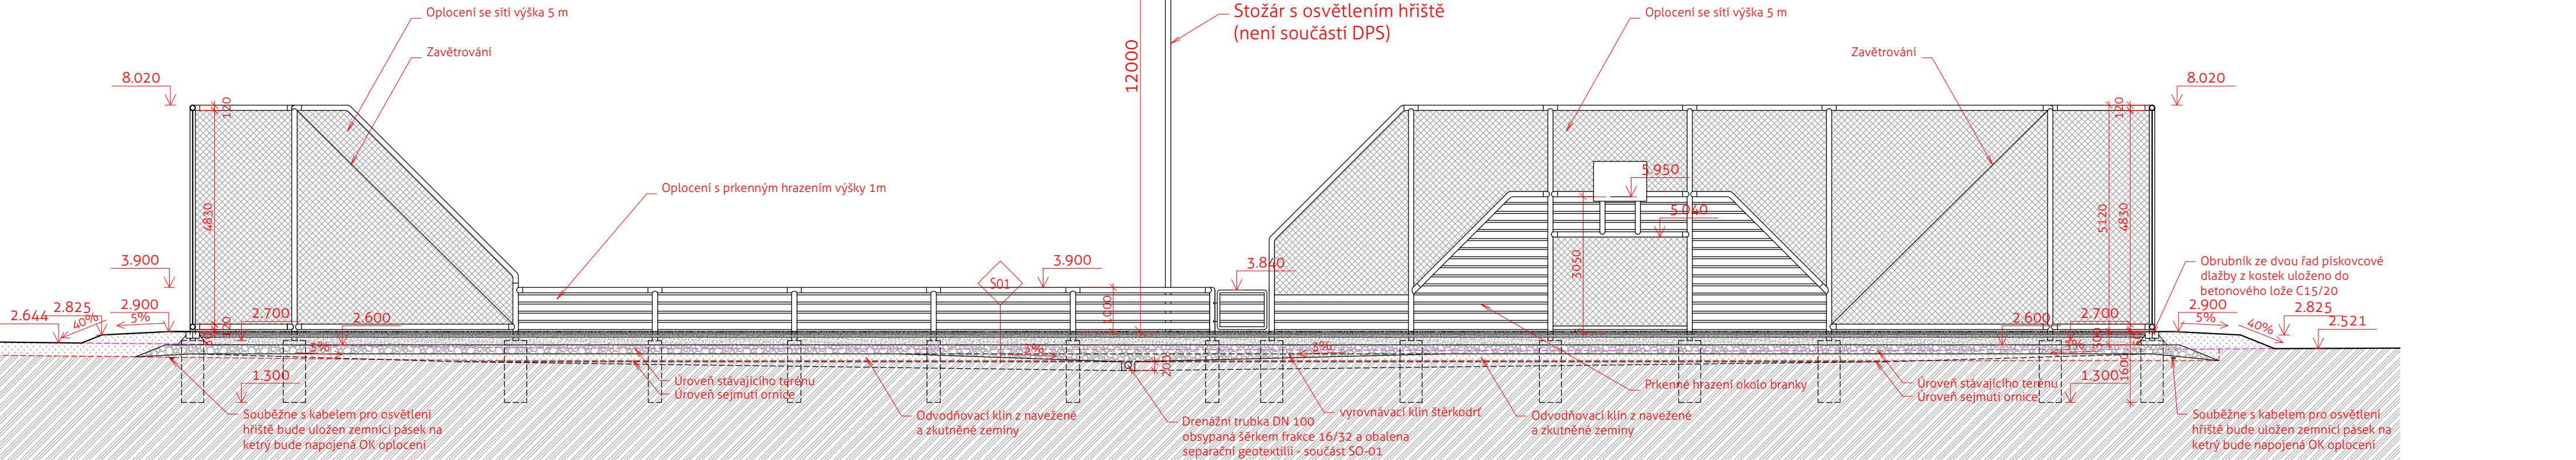 Oplocení se sítí výška 5 m
Zavětrování
12000
Stožár s osvětlením hřiště
(není součástí DPS)
Oplocení se sítí výška 5 m
Zavětrování
8.020
120
4830
3.900
2.644
2.825
2.900
40%
5%
2.700
2.600
120
3%
1.300
Oplocení s prkenným hrazením výšky 1m
S01
3.900
1000
3.840
5.950
5.040
3050
8.020
120
5120
4830
Obrubník ze dvou řad pískovcové
dlažby z kostek uloženo do
betonového lože C15/20
2.900
2.825
5%
40%
2.521
2.600
2.700
300
3%
1.300
1600
3%
200
3%
Úroveň stávajícího terénu
Úroveň sejmutí ornice
Souběžne s kabelem pro osvětlení
hřiště bude uložen zemnící pásek na
ketrý bude napojená OK oplocení
Odvodňovací klín z navežené
a zkutněné zeminy
Drenážní trubka DN 100
obsypaná šěrkem frakce 16/32 a obalena
separační geotextilií - součást SO-01
vyrovnávací klín štěrkodrť
Odvodňovací klín z navežené
a zkutněné zeminy
Prkenné hrazení okolo branky
Úroveň stávajícího terénu
Úroveň sejmutí ornice
Souběžne s kabelem pro osvětlení
hřiště bude uložen zemnící pásek na
ketrý bude napojená OK oplocení